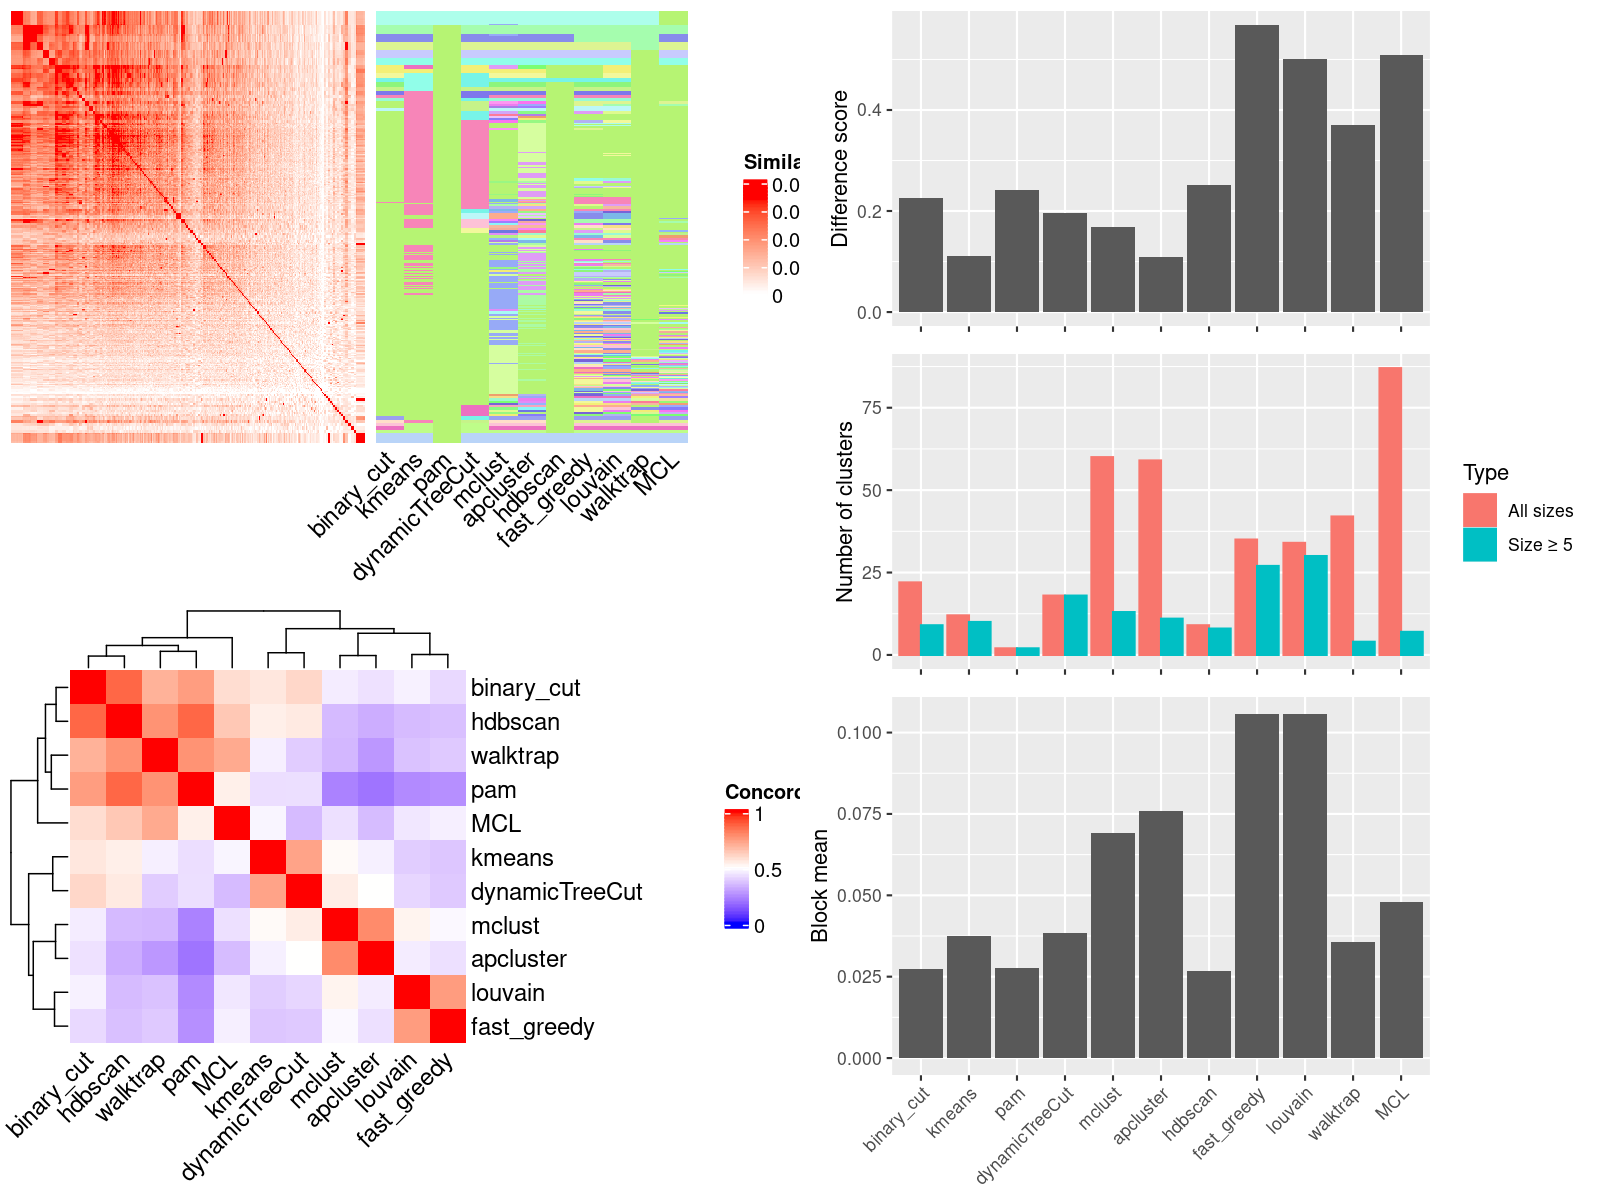 Simila
0.0
0.0
0.0
0.0
0
binary_cut
kmeans
pam
dynamicTreeCut
mclust
apcluster
hdbscan
fast_greedy
louvain
walktrap
MCL
binary_cut
hdbscan
walktrap
pam
MCL
kmeans
dynamicTreeCut
mclust
apcluster
louvain
fast_greedy
binary_cut
hdbscan
walktrap
pam
MCL
kmeans
dynamicTreeCut
mclust
apcluster
louvain
fast_greedy
Concord
1
0.5
0
Difference score
0.4
0.2
0.0
Number of clusters
75
50
25
0
Type
All sizes
Size ≥ 5
Block mean
0.100
0.075
0.050
0.025
0.000
binary_cut
kmeans
pam
dynamicTreeCut
mclust
apcluster
hdbscan
fast_greedy
louvain
walktrap
MCL